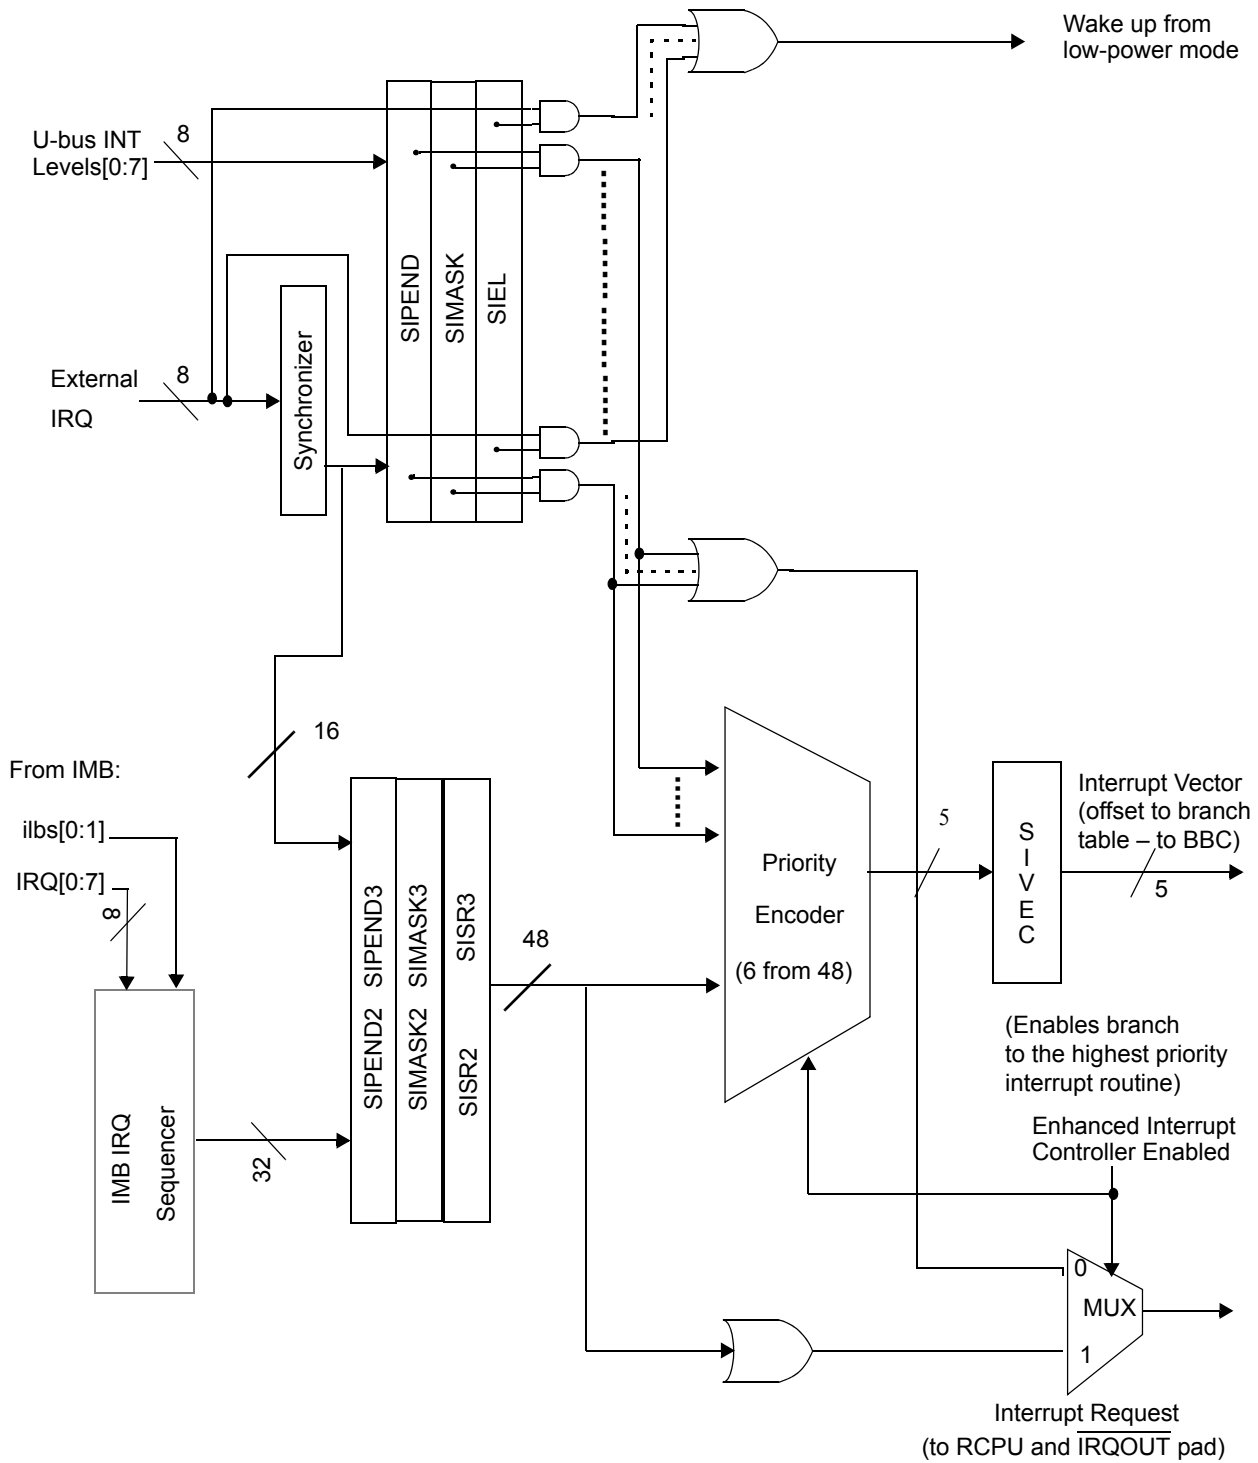 Wake up from
low-power mode
U-bus INT
Levels[0:7]
8
SIPEND
SIMASK
SIEL
External
IRQ
8
Synchronizer
16
From IMB:
ilbs[0:1]
IRQ[0:7]
8
IMB IRQ
Sequencer
32
SIPEND2 SIPEND3
SIMASK2 SIMASK3
SISR2 SISR3
48
Priority
Encoder
(6 from 48)
5
SIVEC
Interrupt Vector
(offset to branch
table – to BBC)
5
(Enables branch
to the highest priority
interrupt routine)
Enhanced Interrupt
Controller Enabled
0
MUX
1
Interrupt Request
(to RCPU and IRQOUT pad)